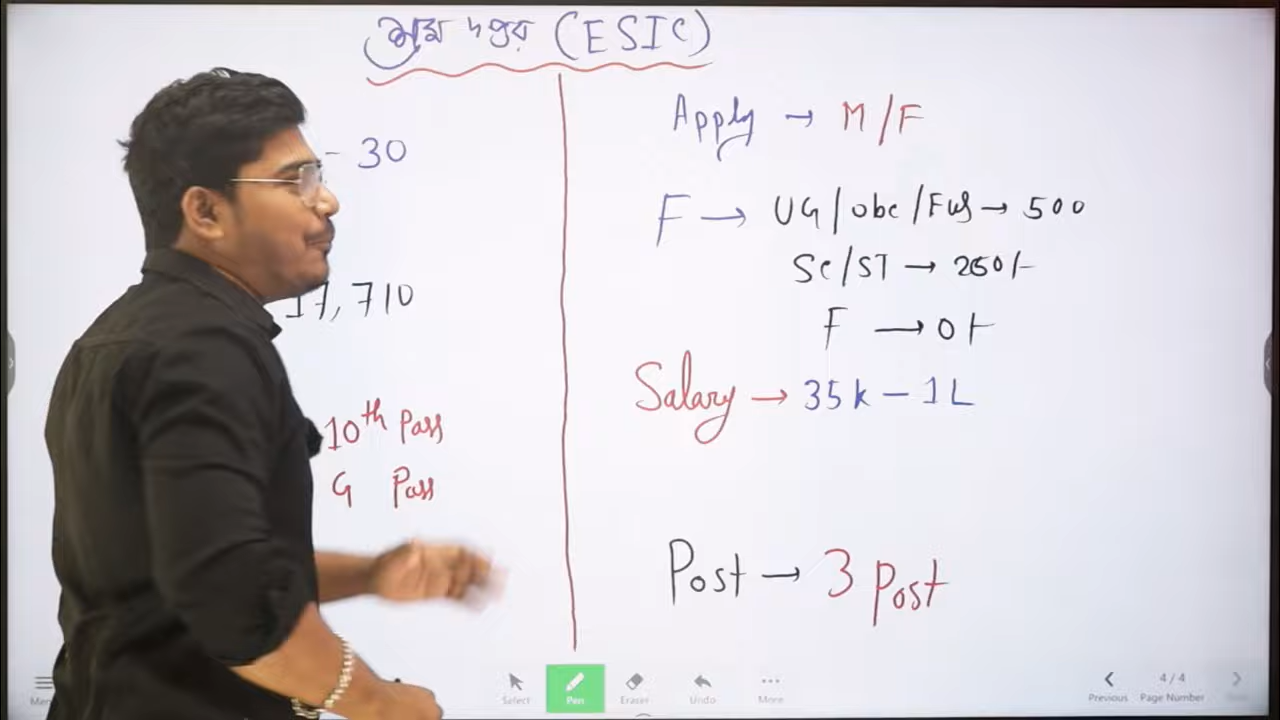 শ্রম দপ্তর (ESIC)
- 30
17,710
10th Pass
G Pass
Apply → M/F
F → UG/obc/EWS → 500
SC/ST → 250/-
F → 0/-
Salary → 35k - 1L
Post → 3 Post
Select
Pen
Eraser
Undo
More
Previous
4/4
Page Number